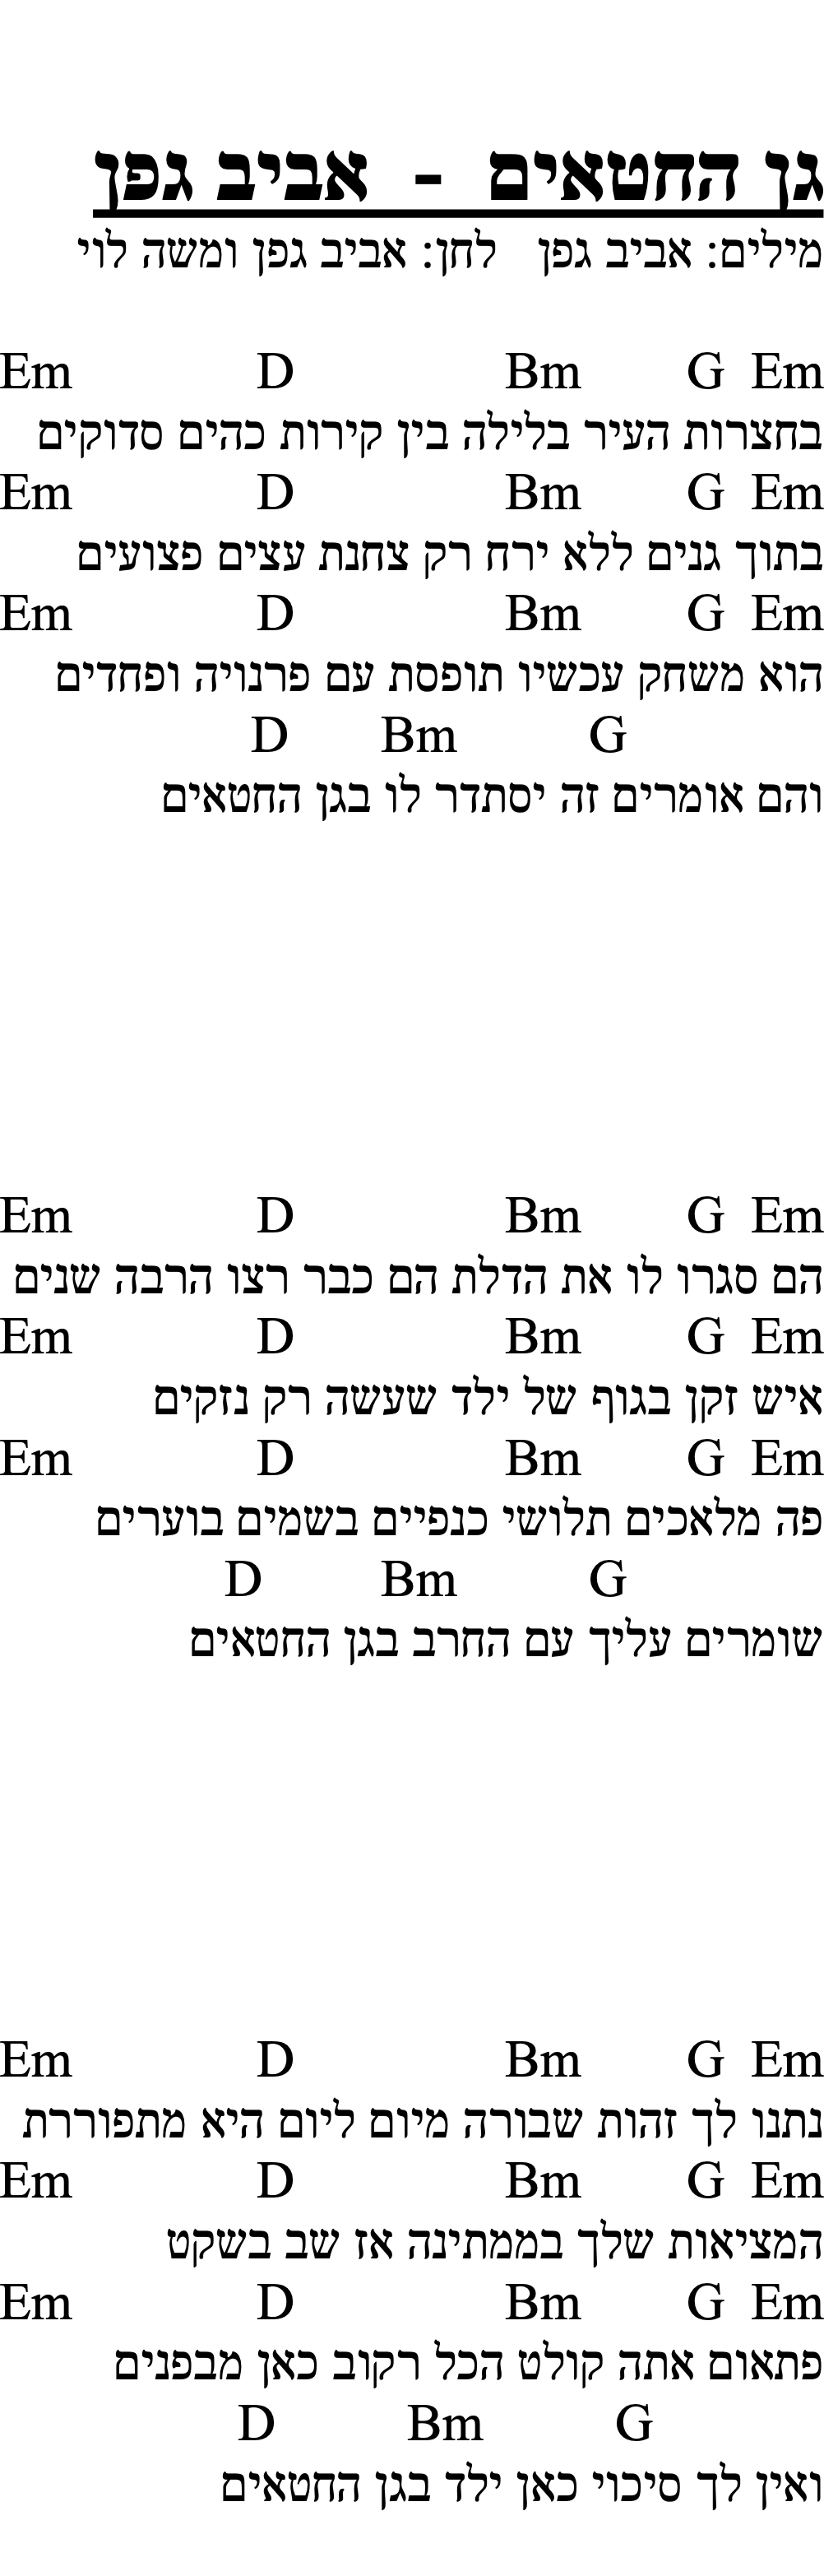 גן החטאים - אביב גפן
מילים: אביב גפן לחן: אביב גפן ומשה לוי
Em D Bm G Em
בחצרות העיר בלילה בין קירות כהים סדוקים
Em D Bm G Em
בתוך גנים ללא ירח רק צחנת עצים פצועים
Em D Bm G Em
הוא משחק עכשיו תופסת עם פרנויה ופחדים
D Bm G
והם אומרים זה יסתדר לו בגן החטאים
Em D Bm G Em
הם סגרו לו את הדלת הם כבר רצו הרבה שנים
Em D Bm G Em
איש זקן בגוף של ילד שעשה רק נזקים
Em D Bm G Em
פה מלאכים תלושי כנפיים בשמים בוערים
D Bm G
שומרים עליך עם החרב בגן החטאים
Em D Bm G Em
נתנו לך זהות שבורה מיום ליום היא מתפוררת
Em D Bm G Em
המציאות שלך בממתינה אז שב בשקט
Em D Bm G Em
פתאום אתה קולט הכל רקוב כאן מבפנים
D Bm G
ואין לך סיכוי כאן ילד בגן החטאים